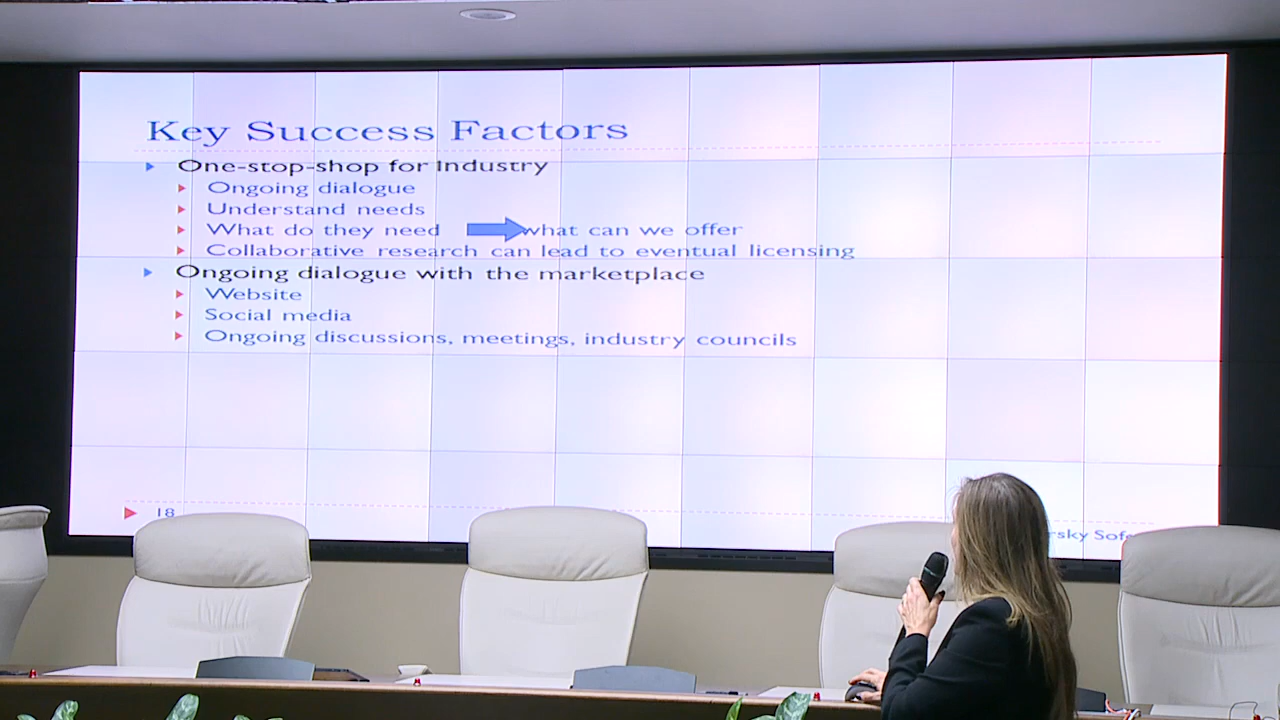 Key Success Factors
One-stop-shop for Industry
Ongoing dialogue
Understand needs
What do they need what can we offer
Collaborative research can lead to eventual licensing
Ongoing dialogue with the marketplace
Website
Social media
Ongoing discussions, meetings, industry councils
18